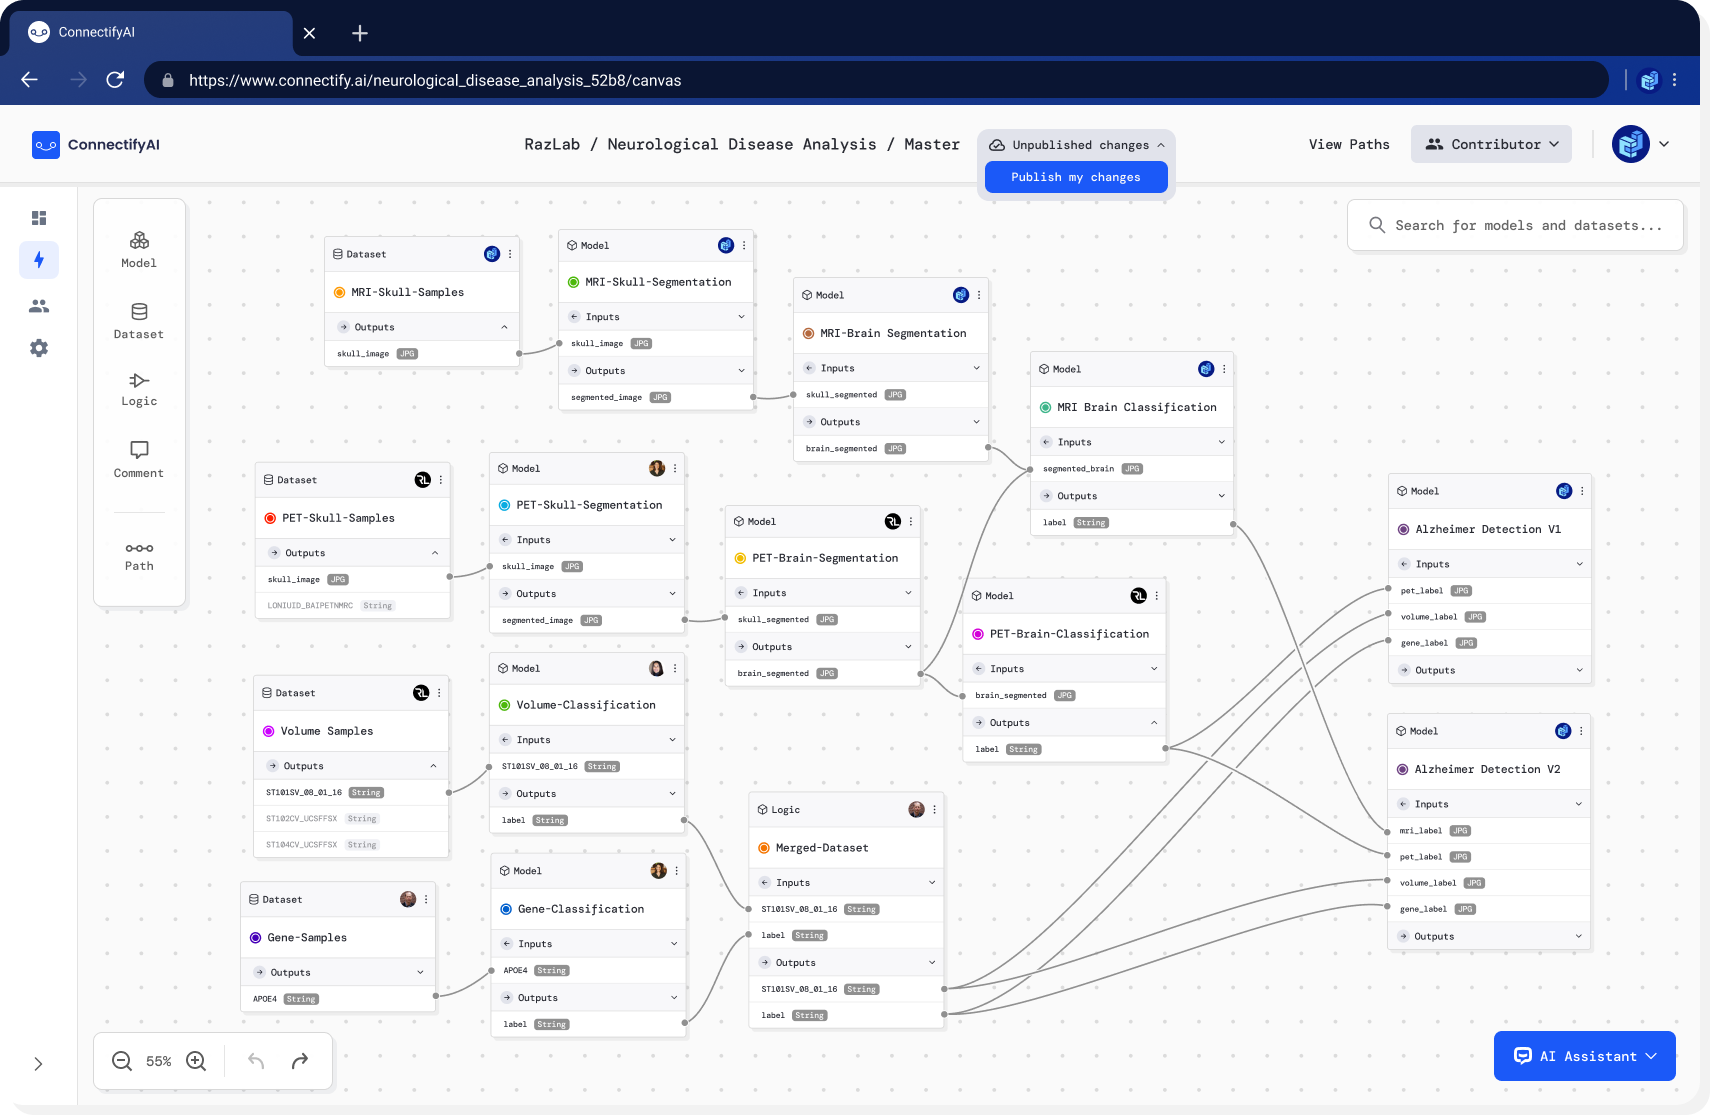 ConnectifyAI
https://www.connectify.ai/neurological_disease_analysis_52b8/canvas
ConnectifyAI
RazLab / Neurological Disease Analysis / Master
Unpublished changes
Publish my changes
View Paths
Contributor
Search for models and datasets...
Model
Dataset
Logic
Comment
Path
Dataset
MRI-Skull-Samples
Outputs
skull_image JPG
Model
MRI-Skull-Segmentation
Inputs
skull_image JPG
Outputs
segmented_image JPG
Model
MRI-Brain Segmentation
Inputs
skull_segmented JPG
Outputs
brain_segmented JPG
Model
MRI Brain Classification
Inputs
segmented_brain JPG
Outputs
label String
Dataset
RL
PET-Skull-Samples
Outputs
skull_image JPG
LONIUID_BAIPETNMRC String
Model
PET-Skull-Segmentation
Inputs
skull_image JPG
Outputs
segmented_image JPG
Model
RL
PET-Brain-Segmentation
Inputs
skull_segmented JPG
Outputs
brain_segmented JPG
Model
RL
PET-Brain-Classification
Inputs
brain_segmented JPG
Outputs
label String
Model
Alzheimer Detection V1
Inputs
pet_label JPG
volume_label JPG
gene_label JPG
Outputs
Dataset
RL
Volume Samples
Outputs
ST101SV_08_01_16 String
ST102CV_UCSFFSX String
ST104CV_UCSFFSX String
Model
Volume-Classification
Inputs
ST101SV_08_01_16 String
Outputs
label String
Model
Alzheimer Detection V2
Inputs
mri_label JPG
pet_label JPG
volume_label JPG
gene_label JPG
Outputs
Logic
Merged-Dataset
Inputs
ST101SV_08_01_16 String
label String
Outputs
ST101SV_08_01_16 String
label String
Dataset
Gene-Samples
Outputs
APOE4 String
Model
Gene-Classification
Inputs
APOE4 String
Outputs
label String
55%
AI Assistant